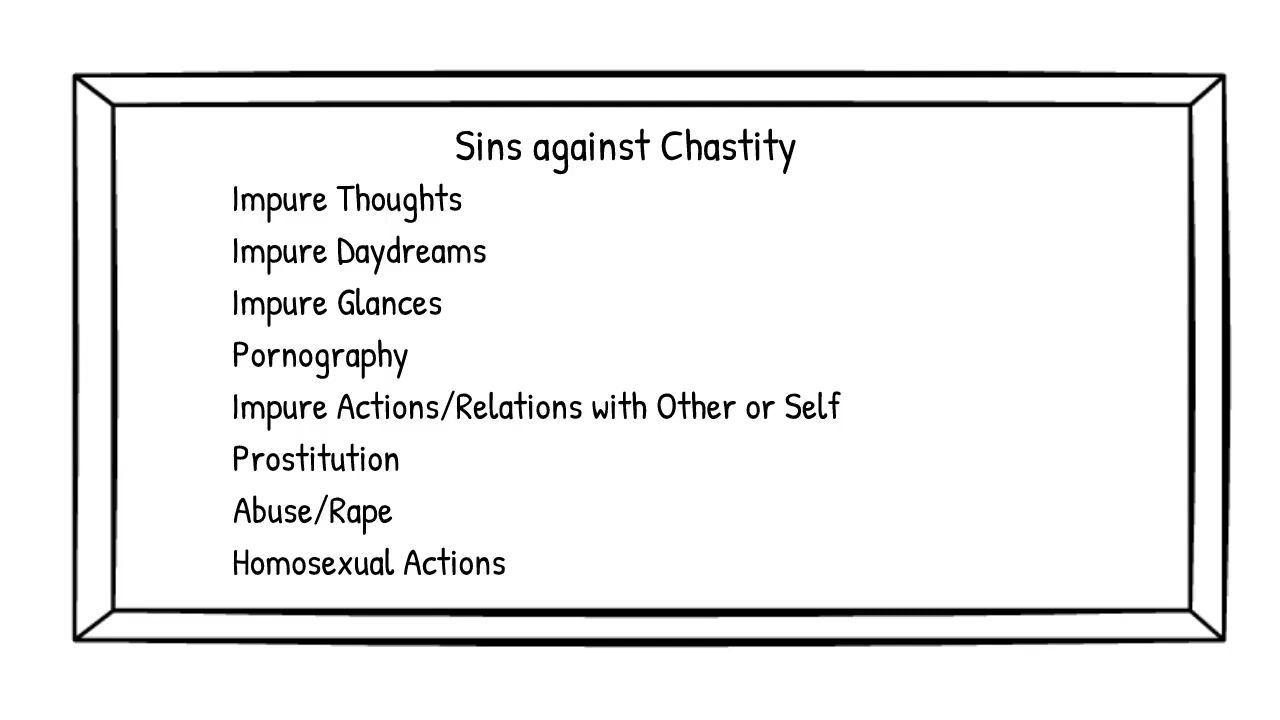 Sins against Chastity
Impure Thoughts
Impure Daydreams
Impure Glances
Pornography
Impure Actions/Relations with Other or Self
Prostitution
Abuse/Rape
Homosexual Actions